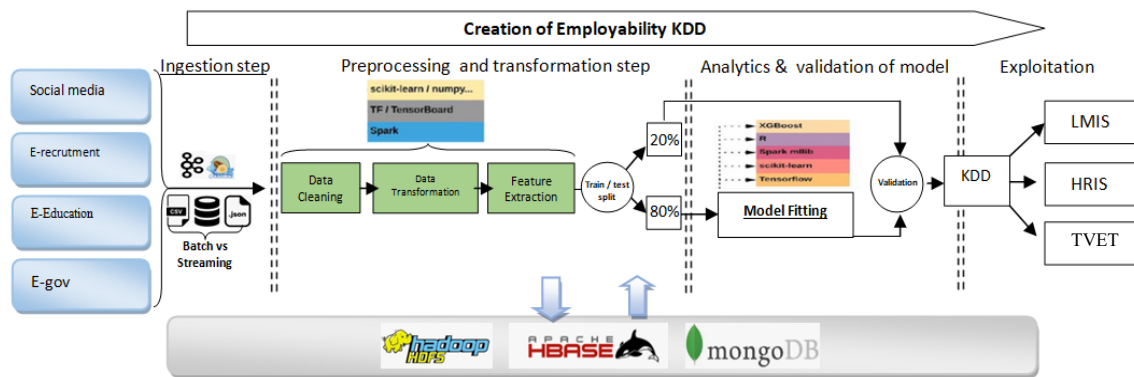 Creation of Employability KDD
Ingestion step
Preprocessing and transformation step
Analytics & validation of model
Exploitation
Social media
E-recrutment
E-Education
E-gov
CSV
.json
Batch vs
Streaming
scikit-learn / numpy...
TF / TensorBoard
Spark
Data
Cleaning
Data
Transformation
Feature
Extraction
Train / test
split
20%
80%
XGBoost
R
Spark mllib
scikit-learn
Tensorflow
Model Fitting
Validation
KDD
LMIS
HRIS
TVET
hadoop
HDFS
APACHE
HBASE
mongoDB